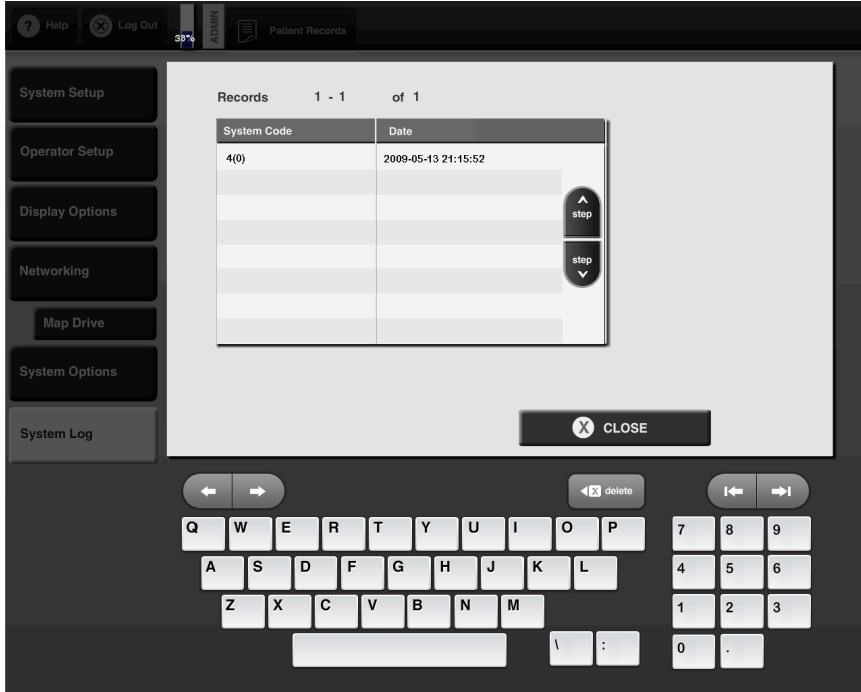 ? Help
X Log Out
38%
ADMIN
Patient Records
System Setup
Operator Setup
Display Options
Networking
Map Drive
System Options
System Log
Records 1 - 1 of 1
System Code Date
4(0) 2009-05-13 21:15:52
step
step
X CLOSE
X delete
Q W E R T Y U I O P
7 8 9
A S D F G H J K L
4 5 6
Z X C V B N M
1 2 3
\ :
0 .